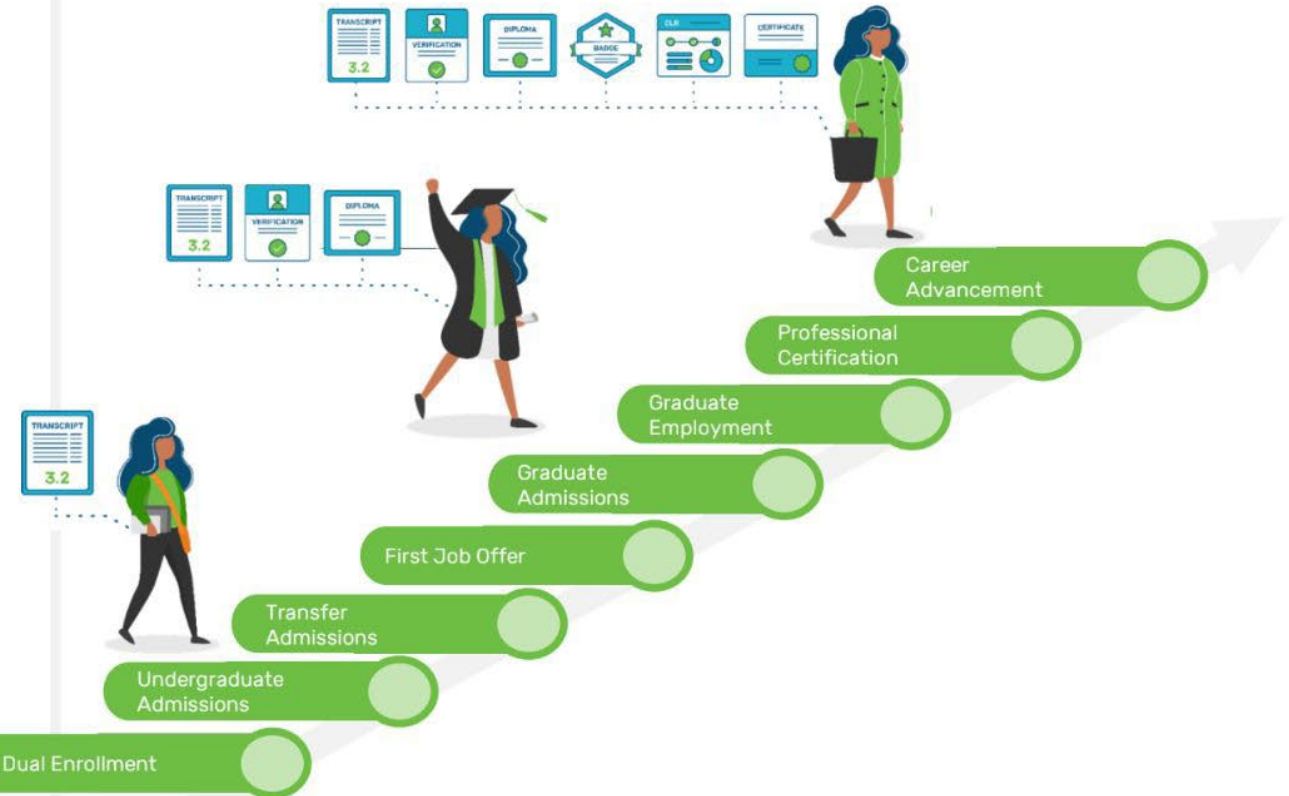 TRANSCRIPT
VERIFICATION
DIPLOMA
BADGE
CLR
CERTIFICATE
3.2
TRANSCRIPT
VERIFICATION
DIPLOMA
3.2
Career
Advancement
Professional
Certification
Graduate
Employment
TRANSCRIPT
3.2
Graduate
Admissions
First Job Offer
Transfer
Admissions
Undergraduate
Admissions
Dual Enrollment